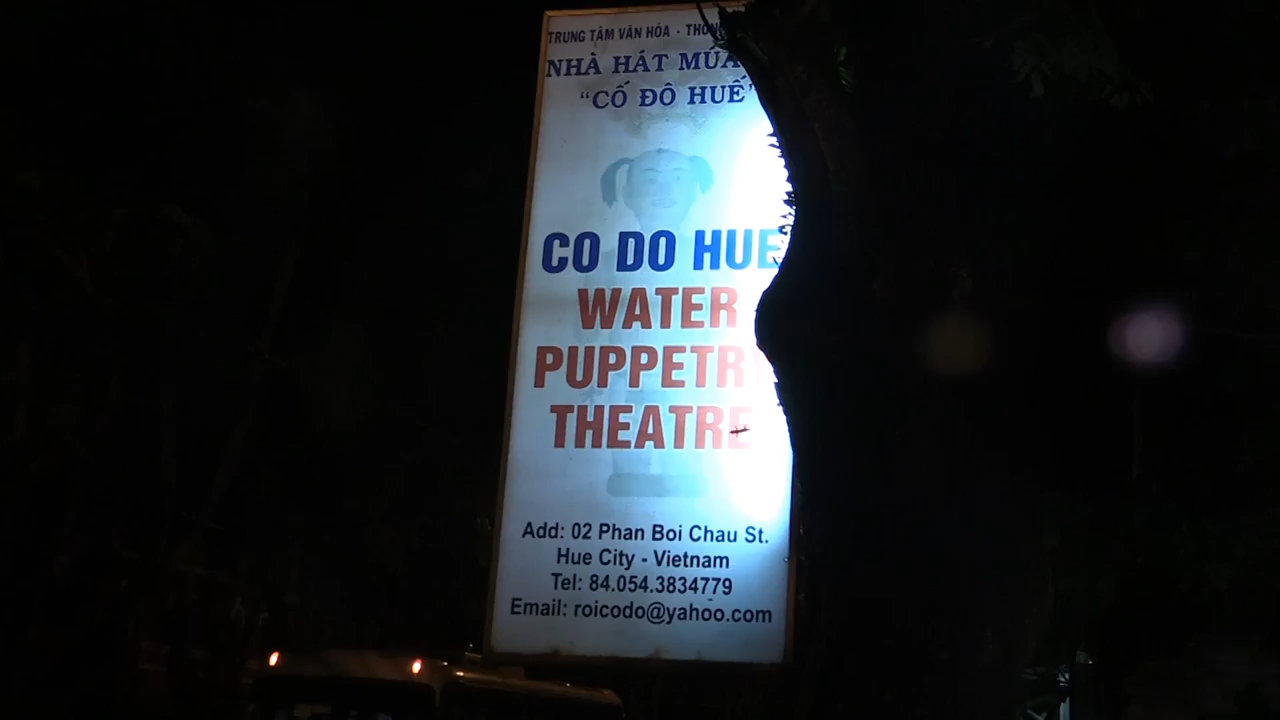 TRUNG TÂM VĂN HÓA - 
NHÀ HÁT MÚA
“CỐ ĐÔ HUẾ”
CO DO HUE
WATER
PUPPETRY
THEATRE
Add: 02 Phan Boi Chau St.
Hue City - Vietnam
Tel: 84.054.3834779
Email: roicodo@yahoo.com